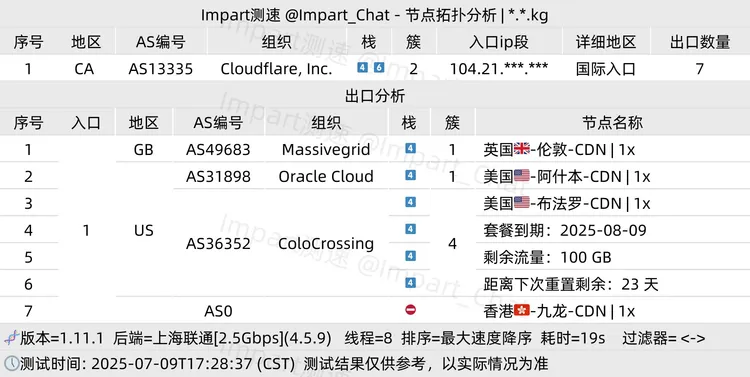 Impart测速 @Impart_Chat - 节点拓扑分析 | *.*.kg
序号 地区 AS编号 组织 栈 簇 入口ip段 详细地区 出口数量
1 CA AS13335 Cloudflare, Inc. 4 6 2 104.21.***.*** 国际入口 7
出口分析
序号 入口 地区 AS编号 组织 栈 簇 节点名称
1 GB AS49683 Massivegrid 4 1 英国🇬🇧-伦敦-CDN | 1x
2 AS31898 Oracle Cloud 4 1 美国🇺🇸-阿什本-CDN | 1x
3 4 美国🇺🇸-布法罗-CDN | 1x
4 1 US AS36352 ColoCrossing 4 4 套餐到期：2025-08-09
5 4 剩余流量：100 GB
6 4 距离下次重置剩余：23 天
7 AS0 ⛔ 香港🇭🇰-九龙-CDN | 1x
🧬版本=1.11.1 后端=上海联通[2.5Gbps](4.5.9) 线程=8 排序=最大速度降序 耗时=19s 过滤器= <->
🕔测试时间: 2025-07-09T17:28:37 (CST) 测试结果仅供参考，以实际情况为准